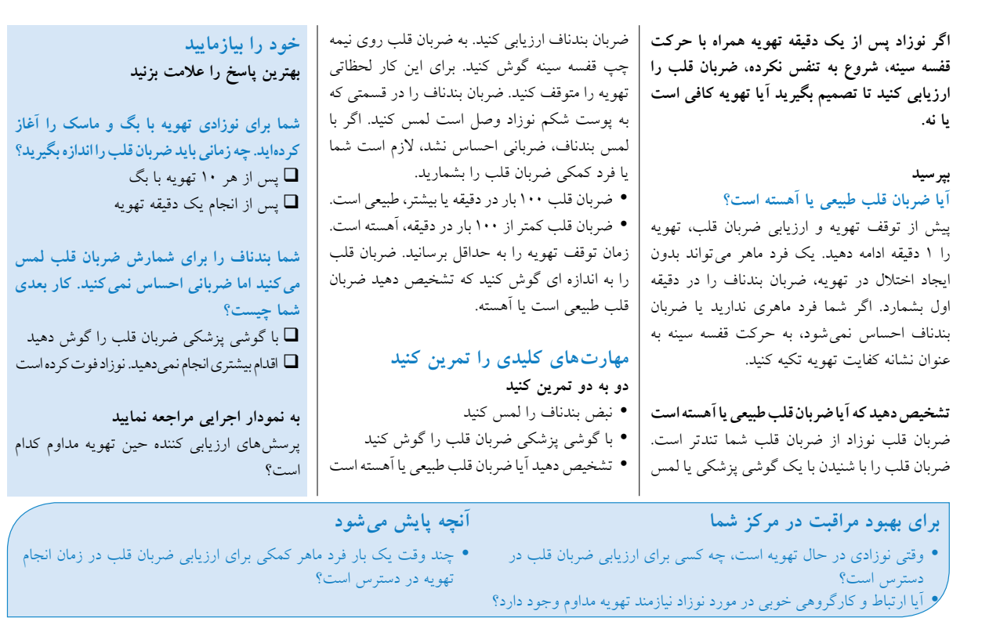 اگر نوزاد پس از یک دقیقه تهویه همراه با حرکت
قفسه سینه، شروع به تنفس نکرده، ضربان قلب را
ارزیابی کنید تا تصمیم بگیرید آیا تهویه کافی است
یا نه.
بپرسید
آیا ضربان قلب طبیعی یا آهسته است؟
پیش از توقف تهویه و ارزیابی ضربان قلب، تهویه
را ۱ دقیقه ادامه دهید. یک فرد ماهر می‌تواند بدون
ایجاد اختلال در تهویه، ضربان بندناف را در دقیقه
اول بشمارد. اگر شما فرد ماهری ندارید یا ضربان
بندناف احساس نمی‌شود، به حرکت قفسه سینه به
عنوان نشانه کفایت تهویه تکیه کنید.
تشخیص دهید که آیا ضربان قلب طبیعی یا آهسته است
ضربان قلب نوزاد از ضربان قلب شما تندتر است.
ضربان قلب را با شنیدن با یک گوشی پزشکی یا لمس
ضربان بندناف ارزیابی کنید. به ضربان قلب روی نیمه
چپ قفسه سینه گوش کنید. برای این کار لحظاتی
تهویه را متوقف کنید. ضربان بندناف را در قسمتی که
به پوست شکم نوزاد وصل است لمس کنید. اگر با
لمس بندناف، ضربانی احساس نشد، لازم است شما
یا فرد کمکی ضربان قلب را بشمارید.
• ضربان قلب ۱۰۰ بار در دقیقه یا بیشتر، طبیعی است.
• ضربان قلب کمتر از ۱۰۰ بار در دقیقه، آهسته است.
زمان توقف تهویه را به حداقل برسانید. ضربان قلب
را به اندازه ای گوش کنید که تشخیص دهید ضربان
قلب طبیعی است یا آهسته.
مهارت‌های کلیدی را تمرین کنید
دو به دو تمرین کنید
• نبض بندناف را لمس کنید
• با گوشی پزشکی ضربان قلب را گوش کنید
• تشخیص دهید آیا ضربان قلب طبیعی یا آهسته است
خود را بیازمایید
بهترین پاسخ را علامت بزنید
شما برای نوزادی تهویه با بگ و ماسک را آغاز
کرده‌اید. چه زمانی باید ضربان قلب را اندازه بگیرید؟
❑ پس از هر ۱۰ تهویه با بگ
❑ پس از انجام یک دقیقه تهویه
شما بندناف را برای شمارش ضربان قلب لمس
می‌کنید اما ضربانی احساس نمی‌کنید. کار بعدی
شما چیست؟
❑ با گوشی پزشکی ضربان قلب را گوش دهید
❑ اقدام بیشتری انجام نمی‌دهید. نوزاد فوت کرده است
به نمودار اجرایی مراجعه نمایید
پرسش‌های ارزیابی کننده حین تهویه مداوم کدام
است؟
برای بهبود مراقبت در مرکز شما
• وقتی نوزادی در حال تهویه است، چه کسی برای ارزیابی ضربان قلب در
دسترس است؟
• آیا ارتباط و کارگروهی خوبی در مورد نوزاد نیازمند تهویه مداوم وجود دارد؟
آنچه پایش می‌شود
• چند وقت یک بار فرد ماهر کمکی برای ارزیابی ضربان قلب در زمان انجام
تهویه در دسترس است؟